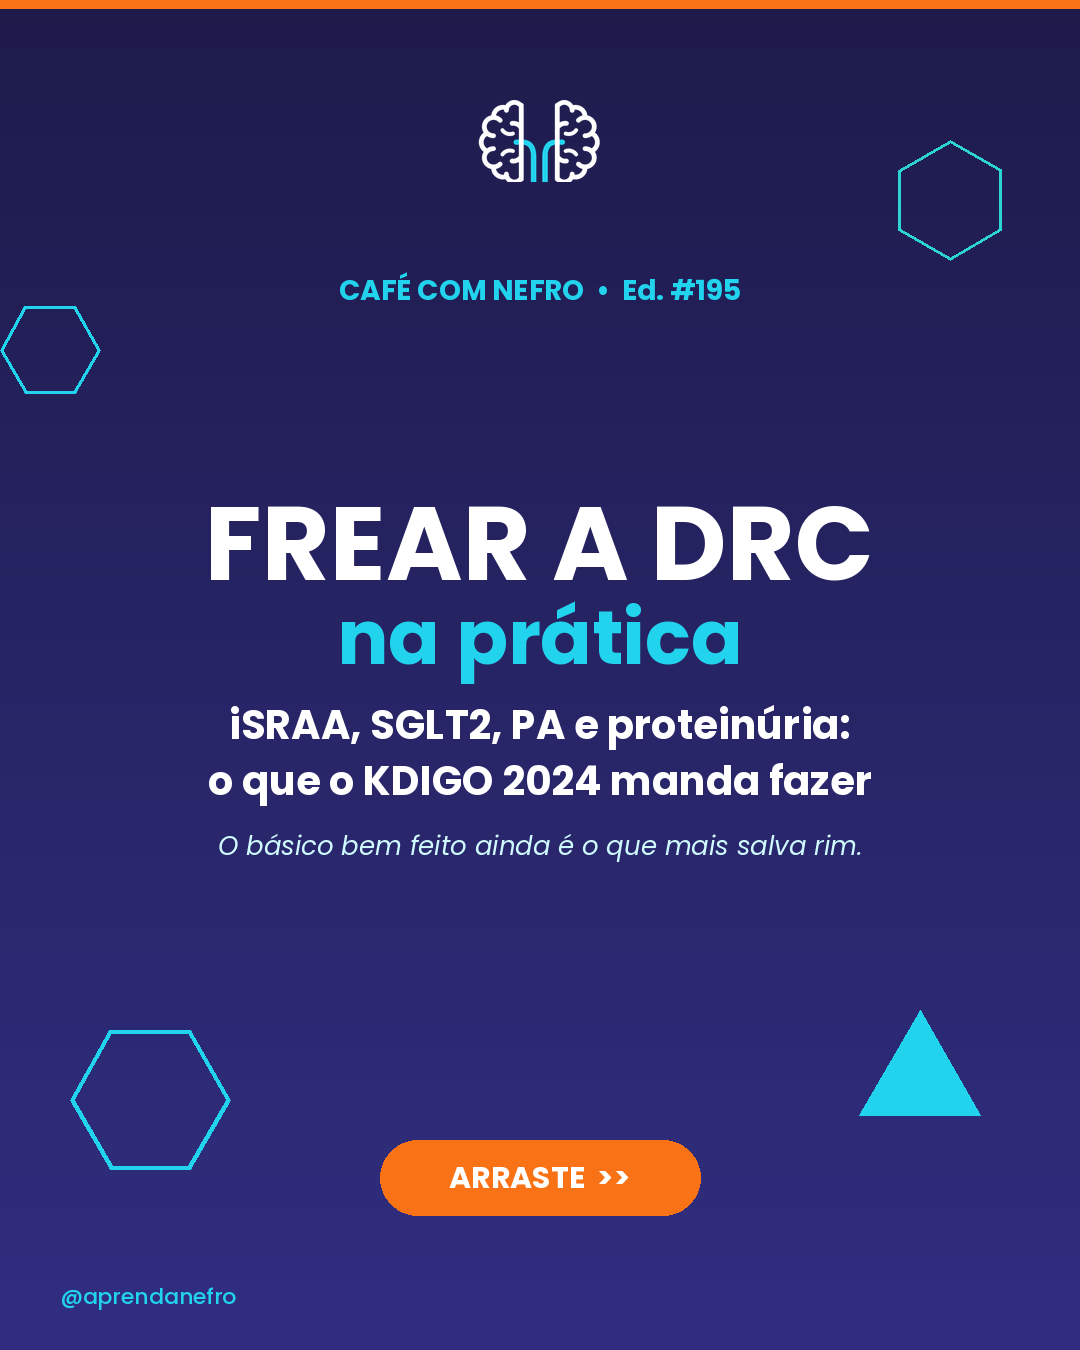 CAFÉ COM NEFRO • Ed. #195
FREAR A DRC
na prática
iSRAA, SGLT2, PA e proteinúria:
o que o KDIGO 2024 manda fazer
O básico bem feito ainda é o que mais salva rim.
ARRASTE >>
@aprendanefro